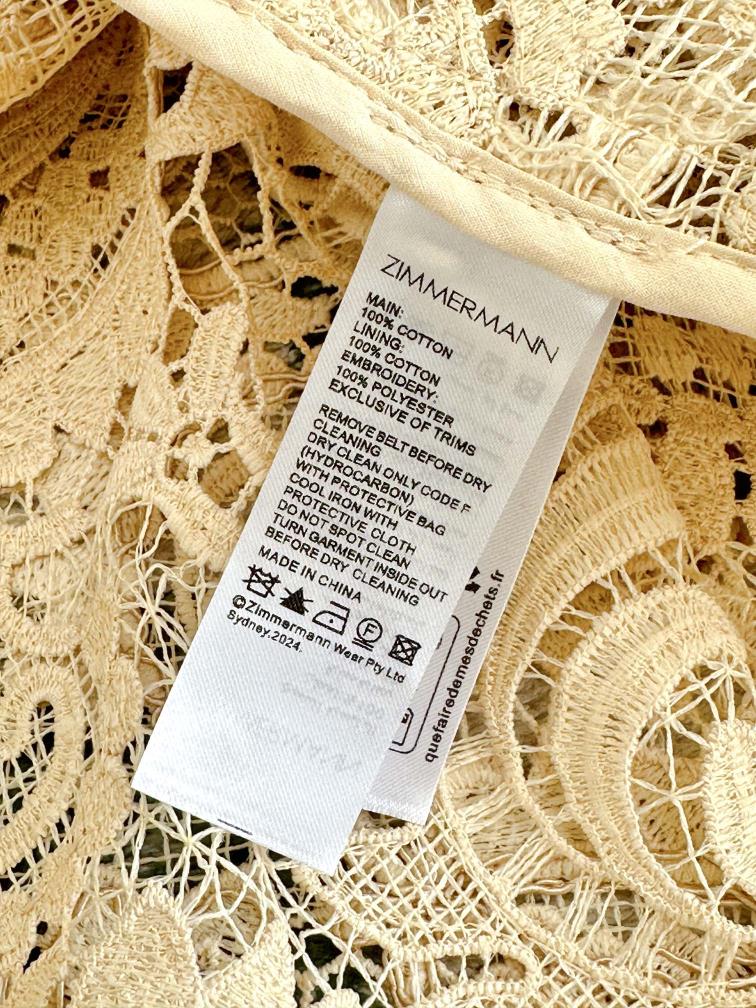 ZIMMERMANN
MAIN:
100% COTTON
LINING:
100% COTTON
EMBROIDERY:
100% POLYESTER
EXCLUSIVE OF TRIMS
REMOVE BELT BEFORE DRY
CLEANING
DRY CLEAN ONLY CODE F
(HYDROCARBON)
WITH PROTECTIVE BAG
COOL IRON WITH
PROTECTIVE CLOTH
DO NOT SPOT CLEAN
TURN GARMENT INSIDE OUT
BEFORE DRY CLEANING
MADE IN CHINA
F
©Zimmermann Wear Pty Ltd
Sydney.2024.
quefairedemesdechets.fr